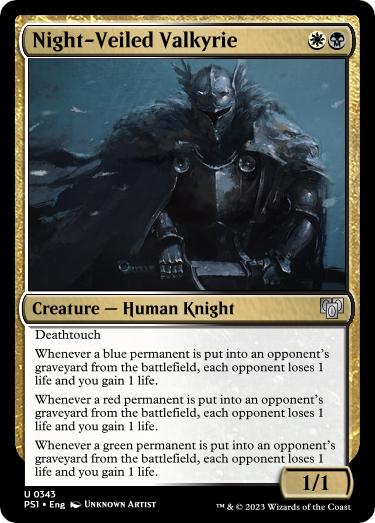 Night-Veiled Valkyrie
Creature — Human Knight
Deathtouch
Whenever a blue permanent is put into an opponent's
graveyard from the battlefield, each opponent loses 1
life and you gain 1 life.
Whenever a red permanent is put into an opponent's
graveyard from the battlefield, each opponent loses 1
life and you gain 1 life.
Whenever a green permanent is put into an opponent's
graveyard from the battlefield, each opponent loses 1
life and you gain 1 life.
1/1
U 0343
PS1 • Eng Unknown Artist
™ & © 2023 Wizards of the Coast